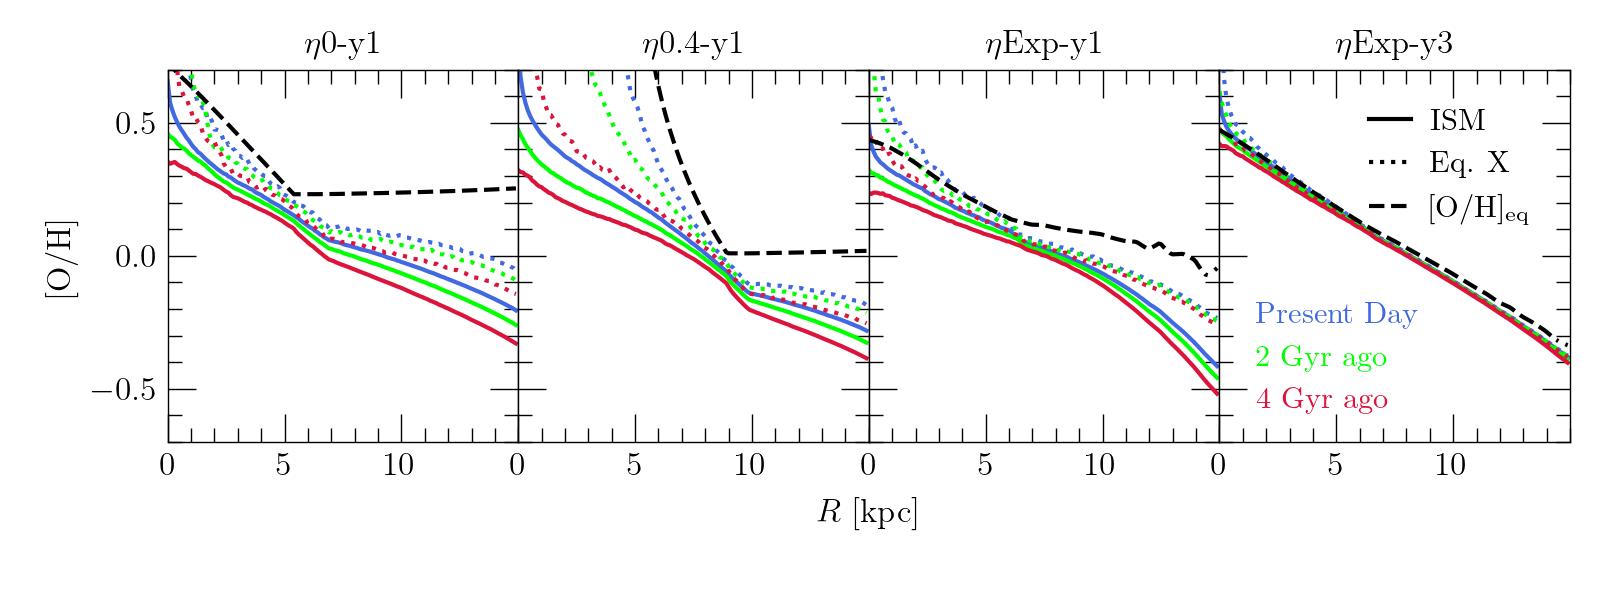 η0-y1 η0.4-y1 ηExp-y1 ηExp-y3
0.5
0.0
−0.5
[O/H]
ISM
Eq. X
[O/H]eq
Present Day
2 Gyr ago
4 Gyr ago
0 5 10 0 5 10 0 5 10 0 5 10
R [kpc]